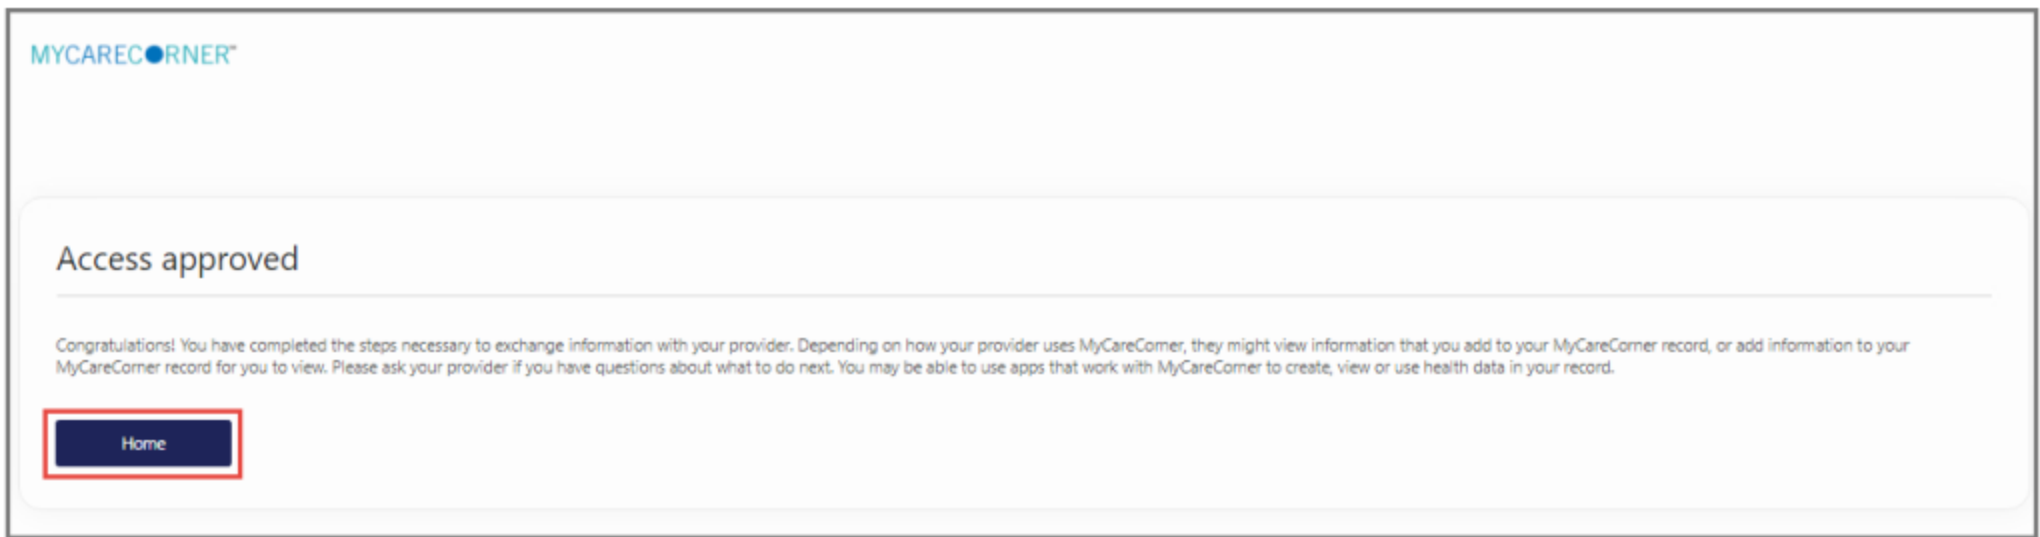 MYCARECORNER™
Access approved
Congratulations! You have completed the steps necessary to exchange information with your provider. Depending on how your provider uses MyCareCorner, they might view information that you add to your MyCareCorner record, or add information to your
MyCareCorner record for you to view. Please ask your provider if you have questions about what to do next. You may be able to use apps that work with MyCareCorner to create, view or use health data in your record.
Home